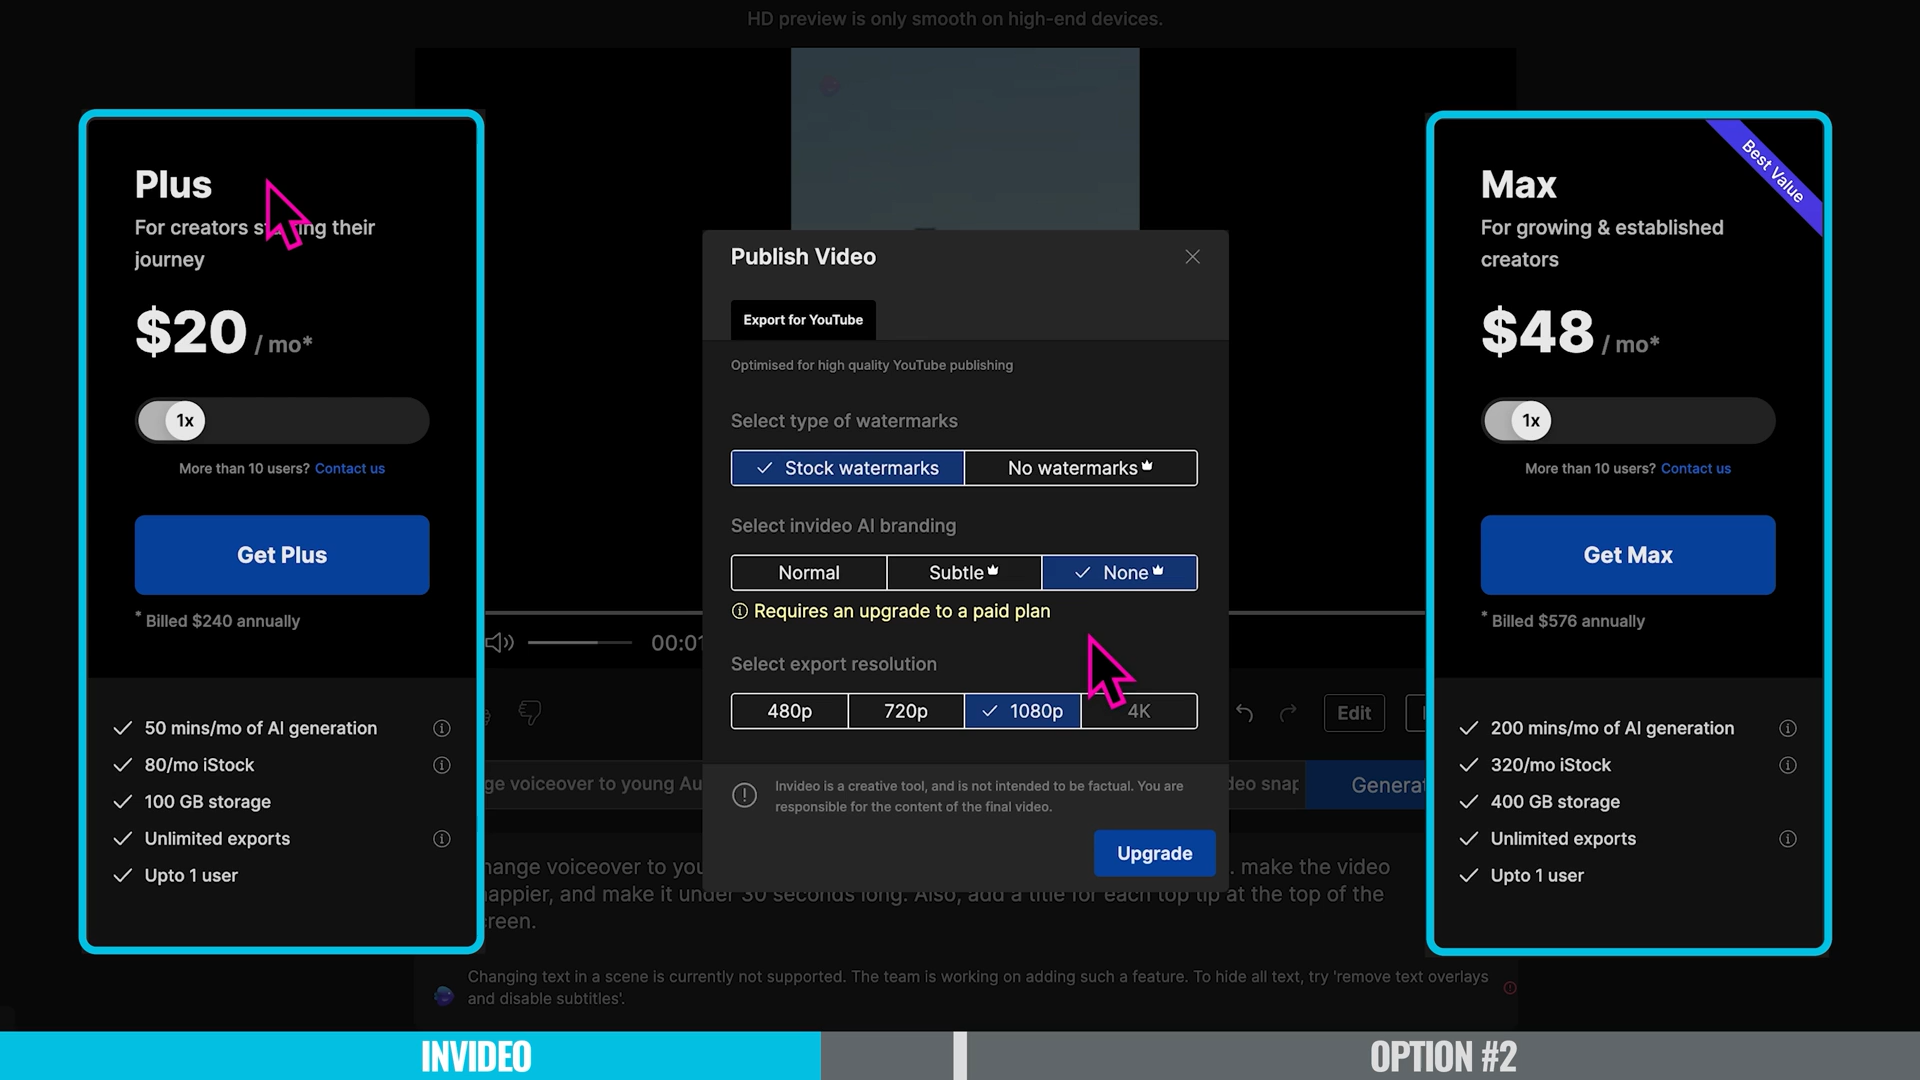 HD preview is only smooth on high-end devices.
Plus
For creators starting their
journey
$20 / mo*
1x
More than 10 users? Contact us
Get Plus
* Billed $240 annually
50 mins/mo of AI generation
80/mo iStock
100 GB storage
Unlimited exports
Upto 1 user
Publish Video
Export for YouTube
Optimised for high quality YouTube publishing
Select type of watermarks
Stock watermarks
No watermarks
Select invideo AI branding
Normal
Subtle
None
Requires an upgrade to a paid plan
Select export resolution
480p
720p
1080p
4K
Invideo is a creative tool, and is not intended to be factual. You are
responsible for the content of the final video.
Upgrade
Best Value
Max
For growing & established
creators
$48 / mo*
1x
More than 10 users? Contact us
Get Max
* Billed $576 annually
200 mins/mo of AI generation
320/mo iStock
400 GB storage
Unlimited exports
Upto 1 user
00:01
Edit
ge voiceover to young Au
deo snap
Generat
hange voiceover to you
. make the video
happier, and make it under 30 seconds long. Also, add a title for each top tip at the top of the
creen.
Changing text in a scene is currently not supported. The team is working on adding such a feature. To hide all text, try 'remove text overlays
and disable subtitles'.
INVIDEO
OPTION #2